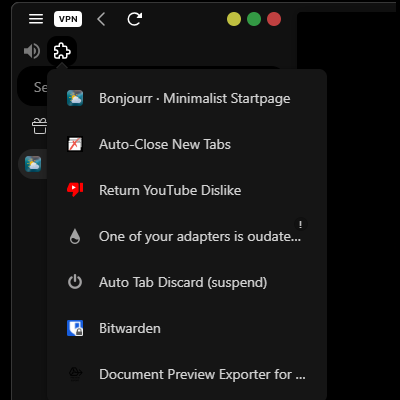 VPN
Se
Bonjourr · Minimalist Startpage
Auto-Close New Tabs
Return YouTube Dislike
!
One of your adapters is oudate...
Auto Tab Discard (suspend)
Bitwarden
Document Preview Exporter for ...